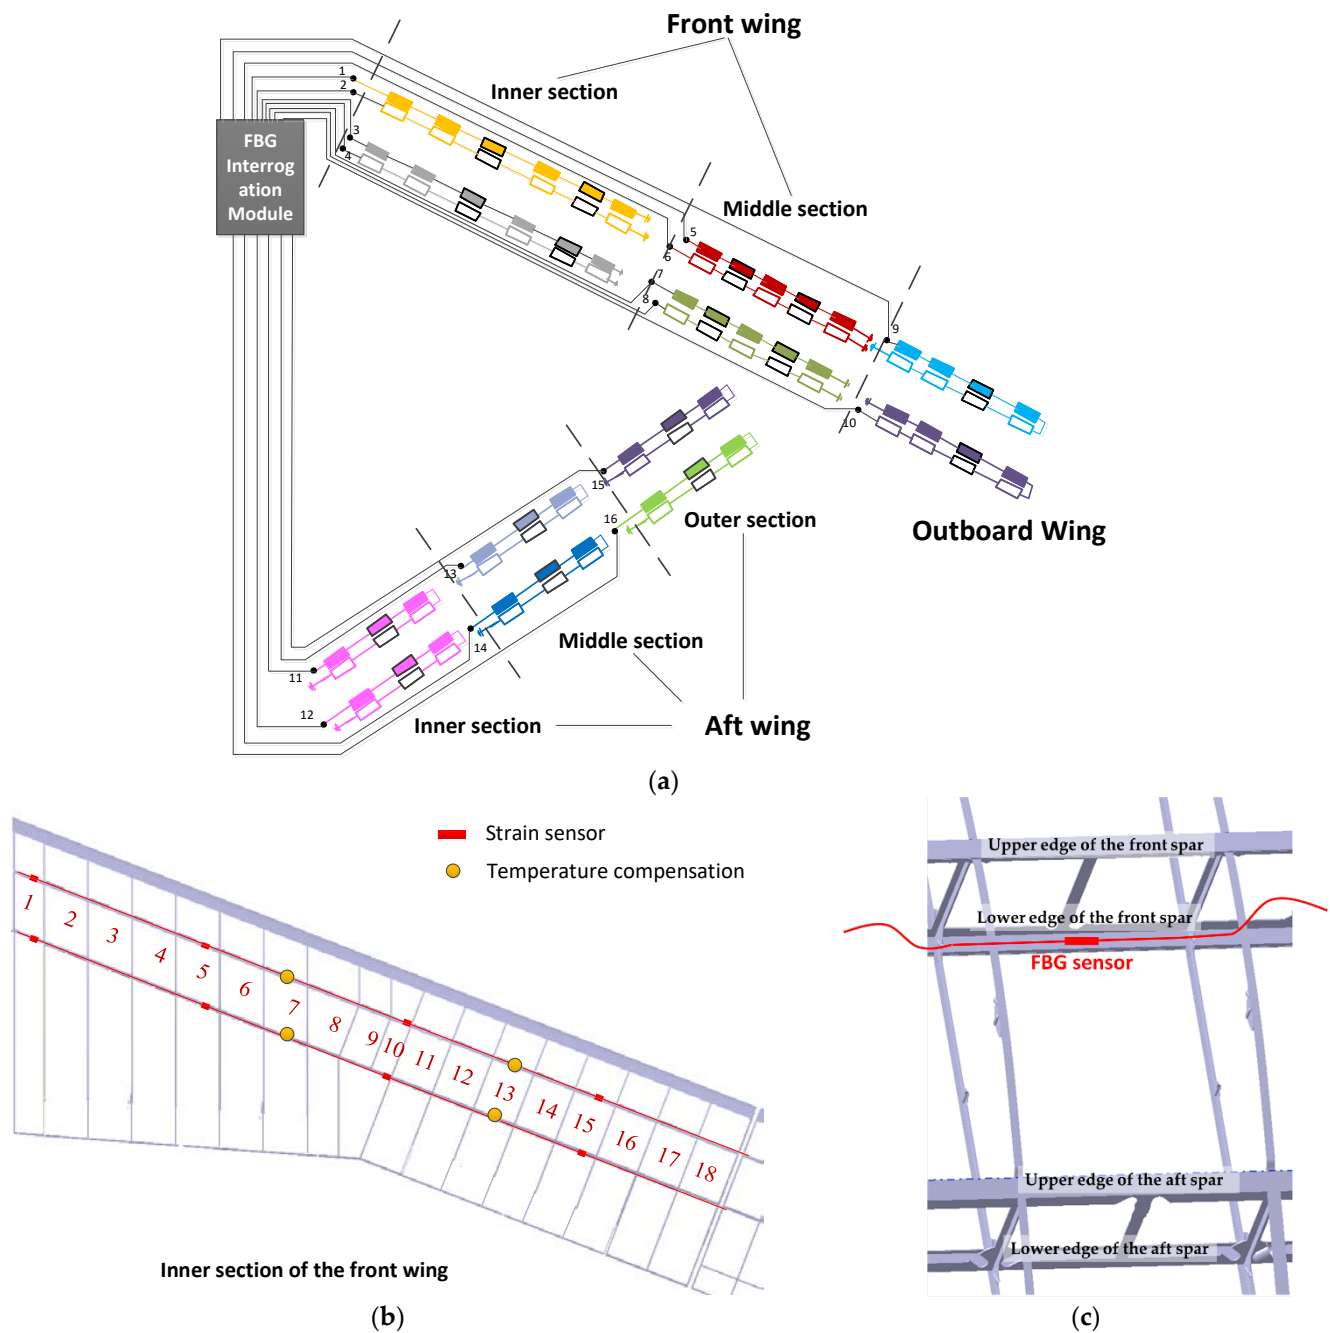 Front wing
Inner section
1
2
3
4
FBG
Interrog
ation
Module
Middle section
5
6
7
8
9
10
15
16
Outer section
Outboard Wing
13
14
Middle section
11
12
Inner section
Aft wing
(a)
Strain sensor
Temperature compensation
1
2
3
4
5
6
7
8
9
10
11
12
13
14
15
16
17
18
Inner section of the front wing
(b)
Upper edge of the front spar
Lower edge of the front spar
FBG sensor
Upper edge of the aft spar
Lower edge of the aft spar
(c)